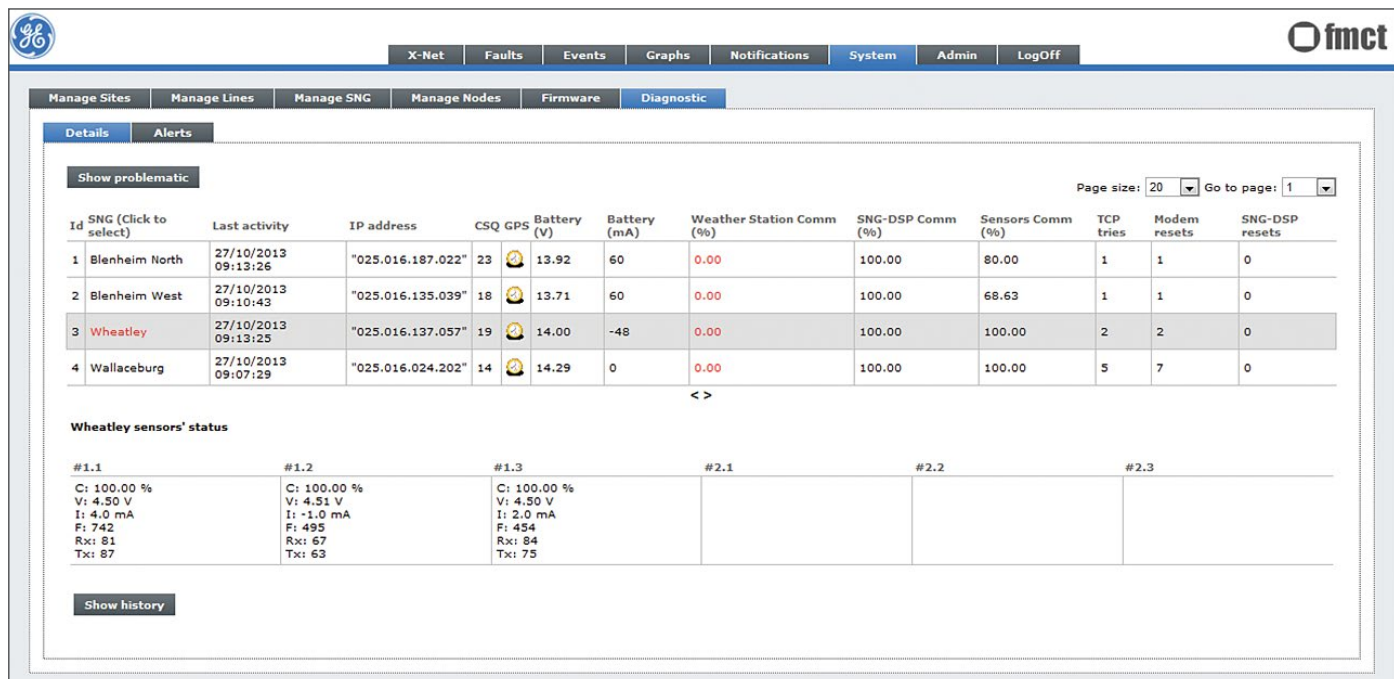 GE
fmct
X-Net Faults Events Graphs Notifications System Admin LogOff
Manage Sites Manage Lines Manage SNG Manage Nodes Firmware Diagnostic
Details Alerts
Show problematic
Page size: 20 Go to page: 1
Id SNG (Click to select) Last activity IP address CSQ GPS Battery (V) Battery (mA) Weather Station Comm (%) SNG-DSP Comm (%) Sensors Comm (%) TCP tries Modem resets SNG-DSP resets
1 Blenheim North 27/10/2013 09:13:26 "025.016.187.022" 23 13.92 60 0.00 100.00 80.00 1 1 0
2 Blenheim West 27/10/2013 09:10:43 "025.016.135.039" 18 13.71 60 0.00 100.00 68.63 1 1 0
3 Wheatley 27/10/2013 09:13:25 "025.016.137.057" 19 14.00 -48 0.00 100.00 100.00 2 2 0
4 Wallaceburg 27/10/2013 09:07:29 "025.016.024.202" 14 14.29 0 0.00 100.00 100.00 5 7 0
< >
Wheatley sensors' status
#1.1 #1.2 #1.3 #2.1 #2.2 #2.3
C: 100.00 % C: 100.00 % C: 100.00 %
V: 4.50 V V: 4.51 V V: 4.50 V
I: 4.0 mA I: -1.0 mA I: 2.0 mA
F: 742 F: 495 F: 454
Rx: 81 Rx: 67 Rx: 84
Tx: 87 Tx: 63 Tx: 75
Show history